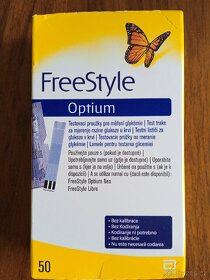 FreeStyle
Optium
Testovací proužky pro měření glykémie | Test trake
za mjerenje razine glukoze u krvi | Testni lističi za
glukozo v krvi | Testovacie prúžky na meranie
glykémie | Lamele pentru testarea glicemiei
Používejte pouze s (pokud je dostupné) |
Upotrebljavajte samo uz (gdje je dostupno) | Uporabite
samo s (kjer je na voljo) | Určené na použitie s (ak je k
dispozícii) | A se utiliza numai cu (dacă este disponibil):
FreeStyle Optium Neo
FreeStyle Libre
Bez kalibrace
Bez Kodiranja
Kodiranje ni potrebno
Bez kalibrácie
Nu este necesară codarea
50